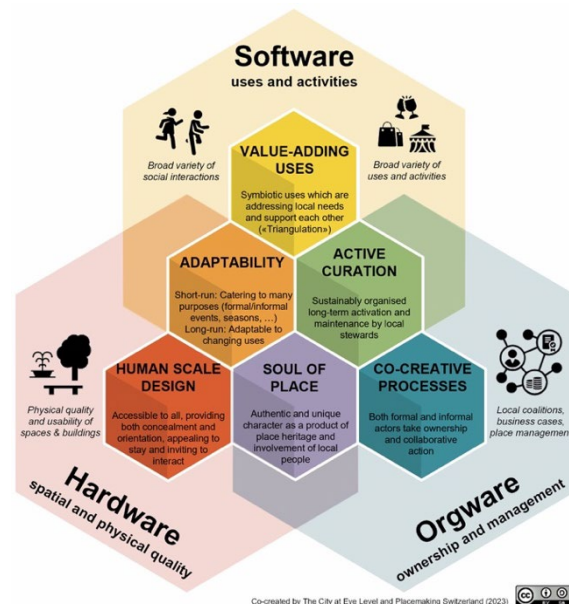 Software
uses and activities
Broad variety of
social interactions
Broad variety of
uses and activities
VALUE-ADDING
USES
Symbiotic uses which are
addressing local needs
and support each other
(«Triangulation»)
ADAPTABILITY
Short-run: Catering to many
purposes (formal/informal
events, seasons, ...)
Long-run: Adaptable to
changing uses
ACTIVE
CURATION
Sustainably organised
long-term activation and
maintenance by local
stewards
HUMAN SCALE
DESIGN
Accessible to all, providing
both concealment and
orientation, appealing to
stay and inviting to
interact
SOUL OF
PLACE
Authentic and unique
character as a product of
place heritage and
involvement of local
people
CO-CREATIVE
PROCESSES
Both formal and informal
actors take ownership
and collaborative
action
Physical quality
and usability of
spaces & buildings
Local coalitions,
business cases,
place management
Hardware
spatial and physical quality
Orgware
ownership and management
Co-created by The City at Eye Level and Placemaking Switzerland (2023)